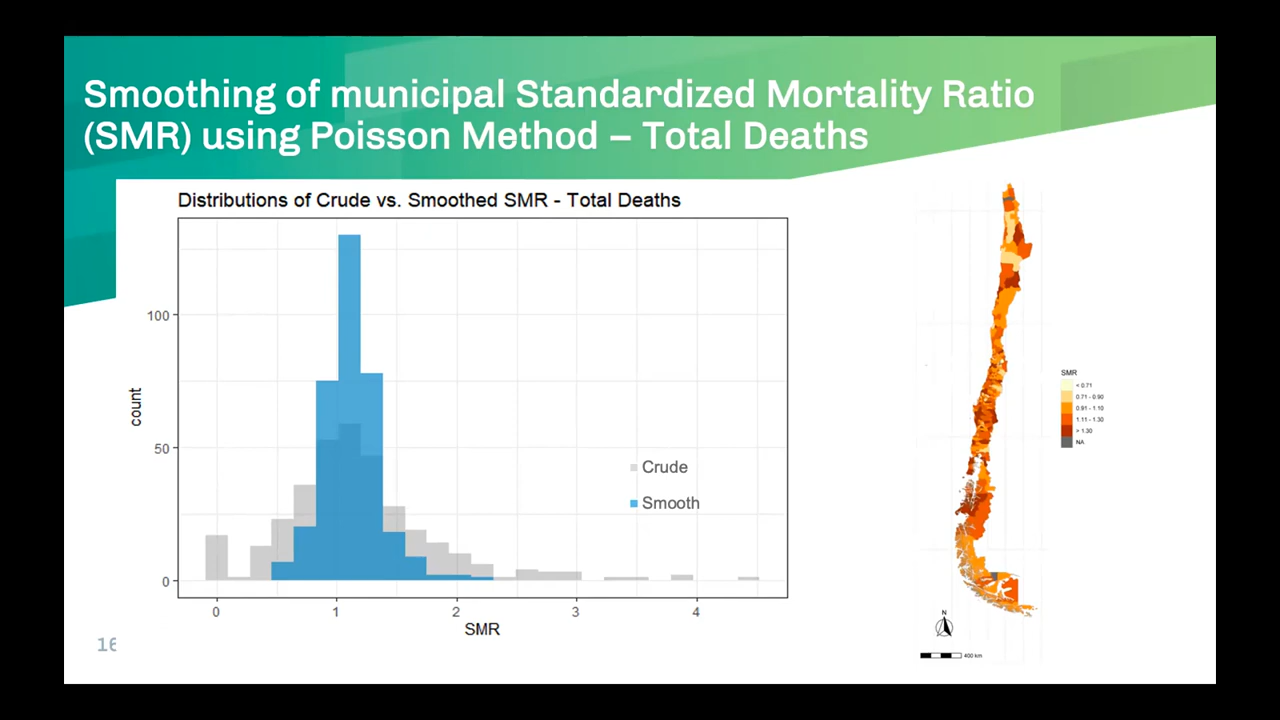 Smoothing of municipal Standardized Mortality Ratio
(SMR) using Poisson Method – Total Deaths
Distributions of Crude vs. Smoothed SMR - Total Deaths
100
50
0
count
0 1 2 3 4
SMR
Crude
Smooth
SMR
< 0.71
0.71 - 0.90
0.91 - 1.10
1.11 - 1.30
> 1.30
NA
N
400 km
16